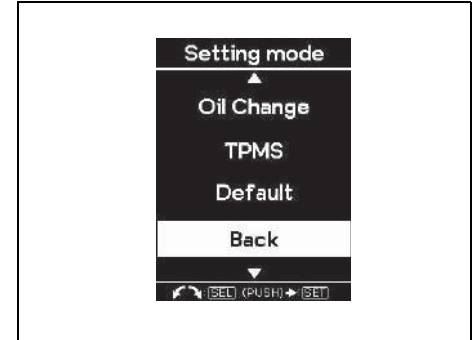 Setting mode
Oil Change
TPMS
Default
Back
SEL (PUSH) SET